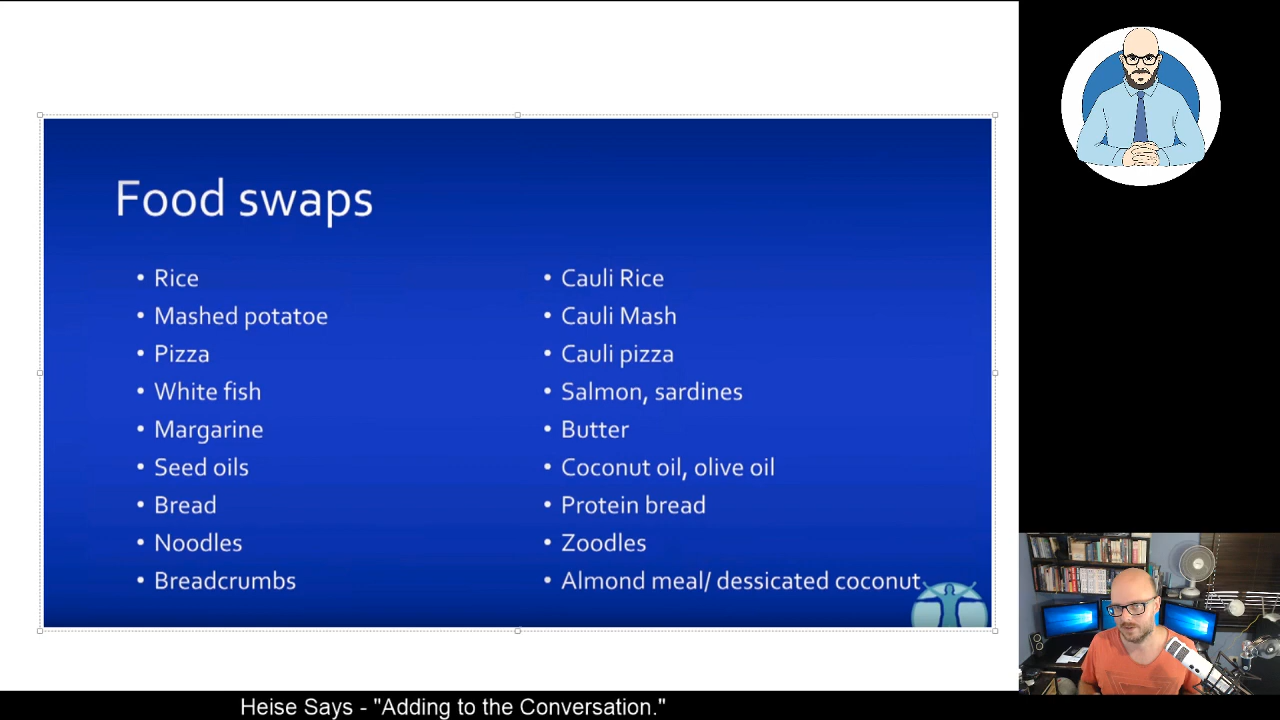 Food swaps
• Rice
• Mashed potatoe
• Pizza
• White fish
• Margarine
• Seed oils
• Bread
• Noodles
• Breadcrumbs
• Cauli Rice
• Cauli Mash
• Cauli pizza
• Salmon, sardines
• Butter
• Coconut oil, olive oil
• Protein bread
• Zoodles
• Almond meal/ dessicated coconut
Heise Says - "Adding to the Conversation."